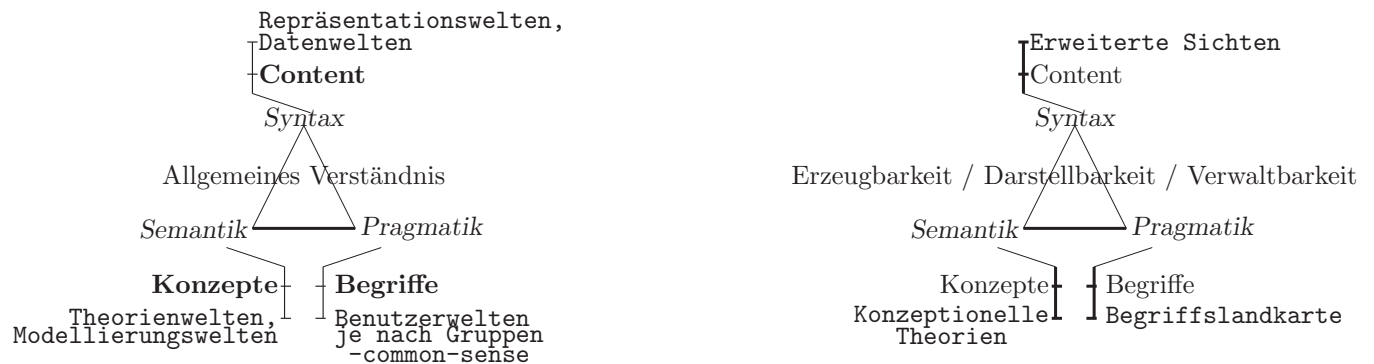 Repräsentationswelten,
Datenwelten
Content
Syntax
Allgemeines Verständnis
Semantik
Pragmatik
Konzepte
Begriffe
Theorienwelten,
Modellierungswelten
Benutzerwelten
je nach Gruppen
-common-sense
Erweiterte Sichten
Content
Syntax
Erzeugbarkeit / Darstellbarkeit / Verwaltbarkeit
Semantik
Pragmatik
Konzepte
Begriffe
Konzeptionelle
Theorien
Begriffslandkarte